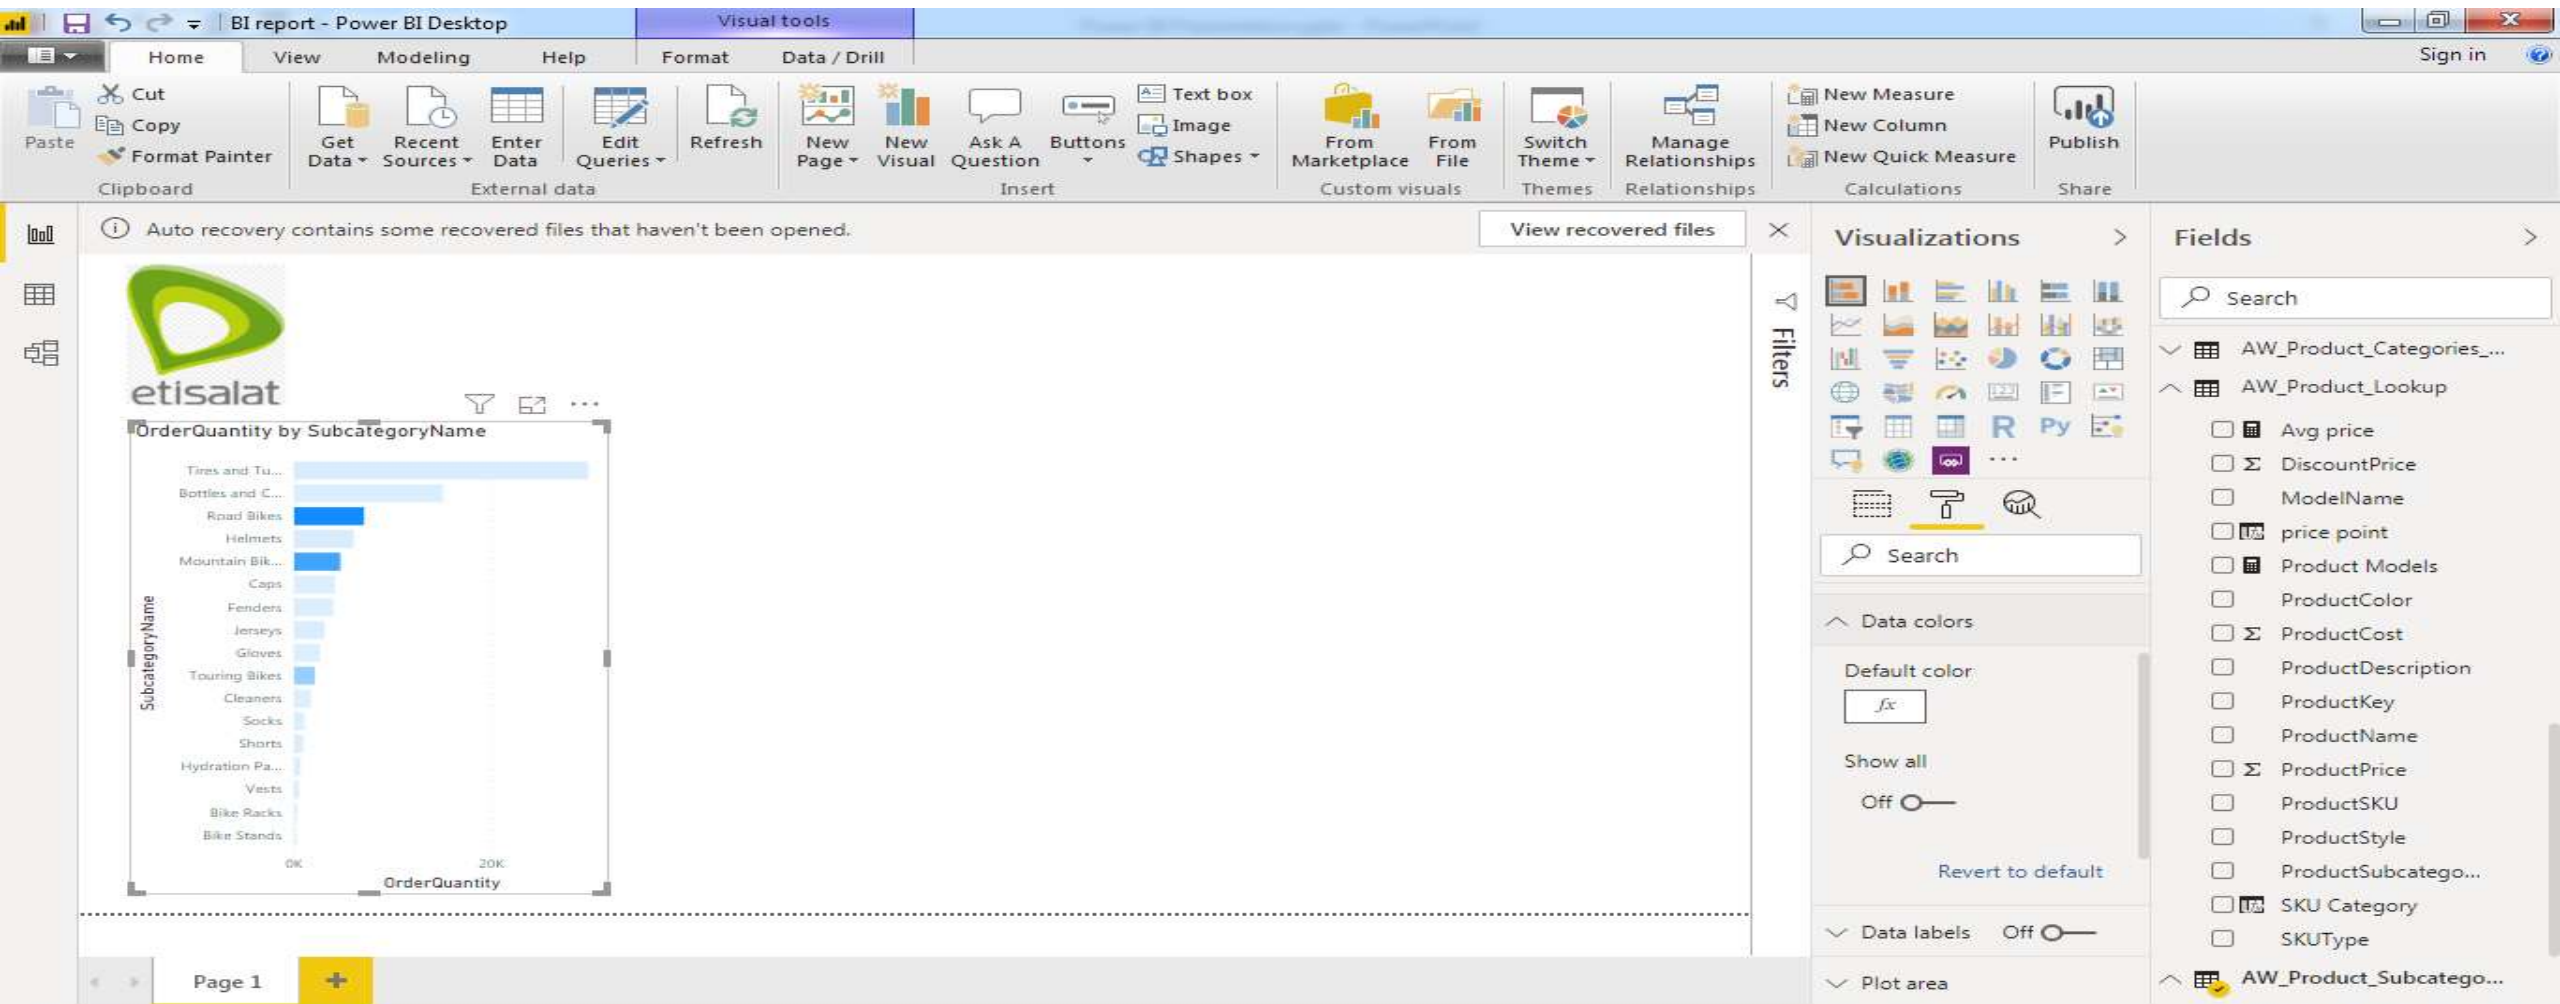 BI report - Power BI Desktop
Visual tools
Home View Modeling Help Format Data / Drill
Sign in
Paste
Cut
Copy
Format Painter
Clipboard
Get Data
Recent Sources
Enter Data
Edit Queries
Refresh
External data
New Page
New Visual
Ask A Question
Buttons
Text box
Image
Shapes
Insert
From Marketplace
From File
Custom visuals
Switch Theme
Themes
Manage Relationships
Relationships
New Measure
New Column
New Quick Measure
Calculations
Publish
Share
Auto recovery contains some recovered files that haven't been opened.
View recovered files
etisalat
OrderQuantity by SubcategoryName
SubcategoryName
Tires and Tu...
Bottles and C...
Road Bikes
Helmets
Mountain Bik...
Caps
Fenders
Jerseys
Gloves
Touring Bikes
Cleaners
Socks
Shorts
Hydration Pa...
Vests
Bike Racks
Bike Stands
0K 20K
OrderQuantity
Page 1
Filters
Visualizations
R Py
Search
Data colors
Default color
fx
Show all
Off
Revert to default
Data labels Off
Plot area
Fields
Search
AW_Product_Categories_...
AW_Product_Lookup
Avg price
DiscountPrice
ModelName
price point
Product Models
ProductColor
ProductCost
ProductDescription
ProductKey
ProductName
ProductPrice
ProductSKU
ProductStyle
ProductSubcatego...
SKU Category
SKUType
AW_Product_Subcatego...